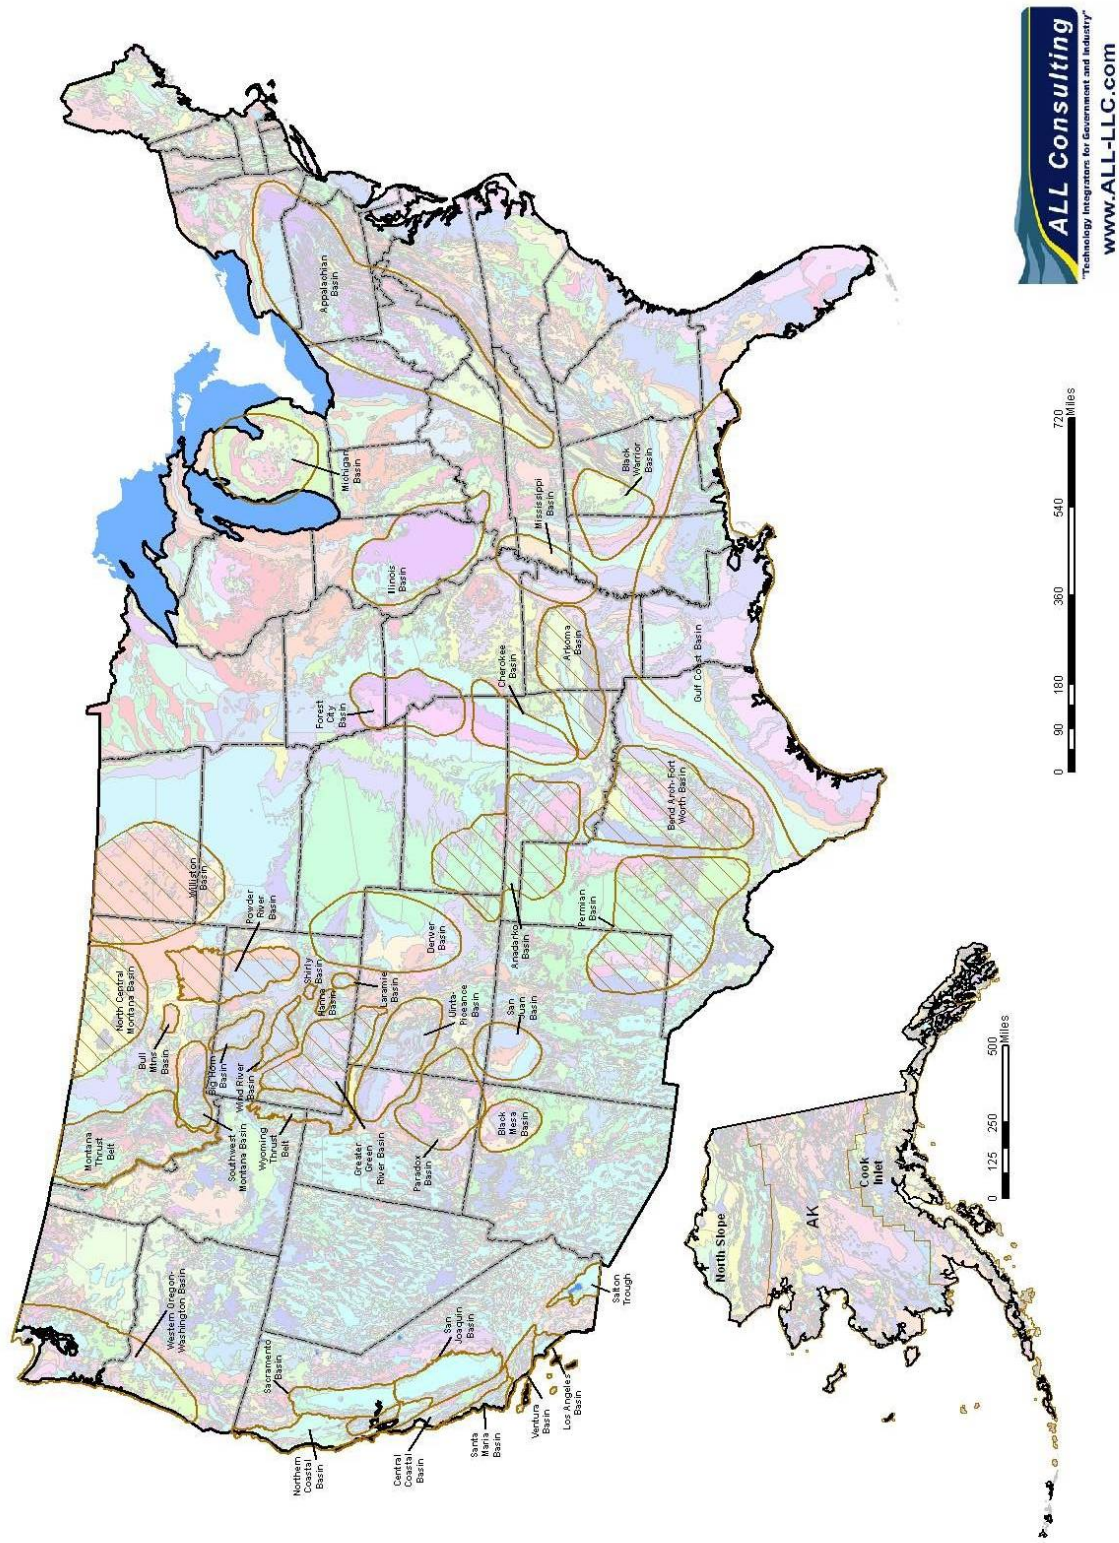 Western Oregon-
Washington Basin
Montana
Thrust
Belt
North Central
Montana Basin
Williston
Basin
Bull
Mtns
Basin
Powder
River
Basin
Southwest
Montana Basin
Big Horn
Basin
Wind River
Basin
Wyoming
Thrust
Belt
Shirly
Basin
Hanna
Basin
Laramie
Basin
Greater
Green
River Basin
Denver
Basin
Uinta-
Piceance
Basin
Paradox
Basin
San
Juan
Basin
Black
Mesa
Basin
Sacramento
Basin
Northern
Coastal
Basin
San
Joaquin
Basin
Central
Coastal
Basin
Santa
Maria
Basin
Ventura
Basin
Los Angeles
Basin
Salton
Trough
Anadarko
Basin
Permian
Basin
Bend Arch-Fort
Worth Basin
Forest
City
Basin
Cherokee
Basin
Arkoma
Basin
Gulf Coast Basin
Illinois
Basin
Michigan
Basin
Mississippi
Basin
Black
Warrior
Basin
Appalachian
Basin
North Slope
AK
Cook
Inlet
0 125 250 500
Miles
0 90 180 360 540 720
Miles
ALL Consulting
"Technology Integrators for Government and Industry"
www.ALL-LLC.com